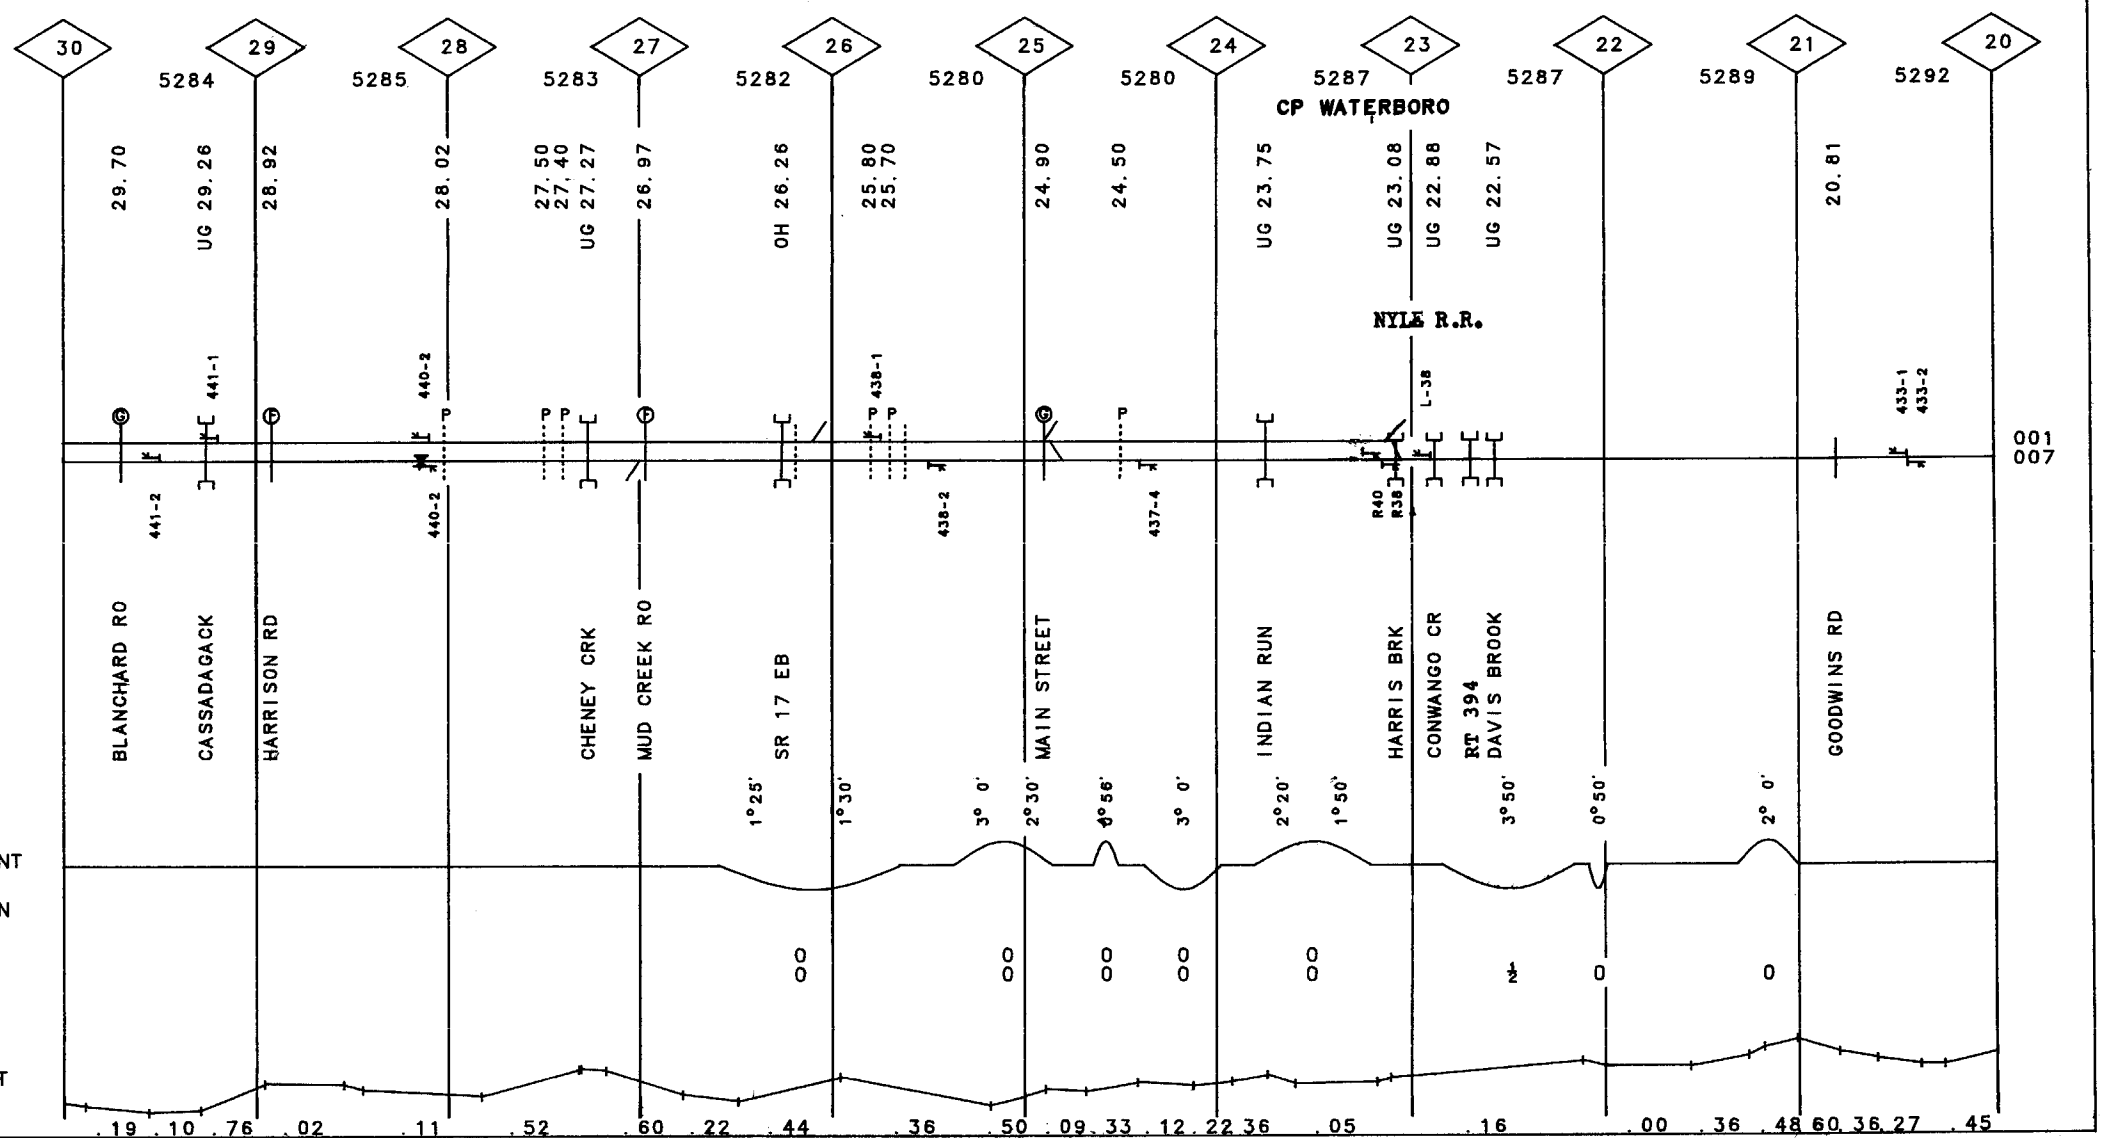 30 29 28 27 26 25 24 23 22 21 20
5284 5285 5283 5282 5280 5280 5287 5287 5289 5292
CP WATERBORO
29.70
UG 29.26
28.92
28.02
27.50
27.40
UG 27.27
26.97
OH 26.26
25.80
25.70
24.90
24.50
UG 23.75
UG 23.08
UG 22.88
UG 22.57
20.81
NYLE R.R.
441-1
440-2
438-1
L-38
433-1
433-2
G F P P P F P P G P
001
007
441-2
440-2
438-2
437-4
R40
R38
BLANCHARD RO
CASSADAGACK
HARRISON RD
CHENEY CRK
MUD CREEK RO
SR 17 EB
MAIN STREET
INDIAN RUN
HARRIS BRK
CONWANGO CR
RT 394
DAVIS BROOK
GOODWINS RD
1°25'
1°30'
3° 0'
2°30'
0°56'
3° 0'
2°20'
1°50'
3°50'
0°50'
2° 0'
NT
N
0 0 0 0 0
0 0 0 0 0 ½ 0 0
T
.19 .10 .76 .02 .11 .52 .60 .22 .44 .36 .50 .09 .33 .12 .22 36 .05 .16 .00 .36 .48 60 .36 .27 .45